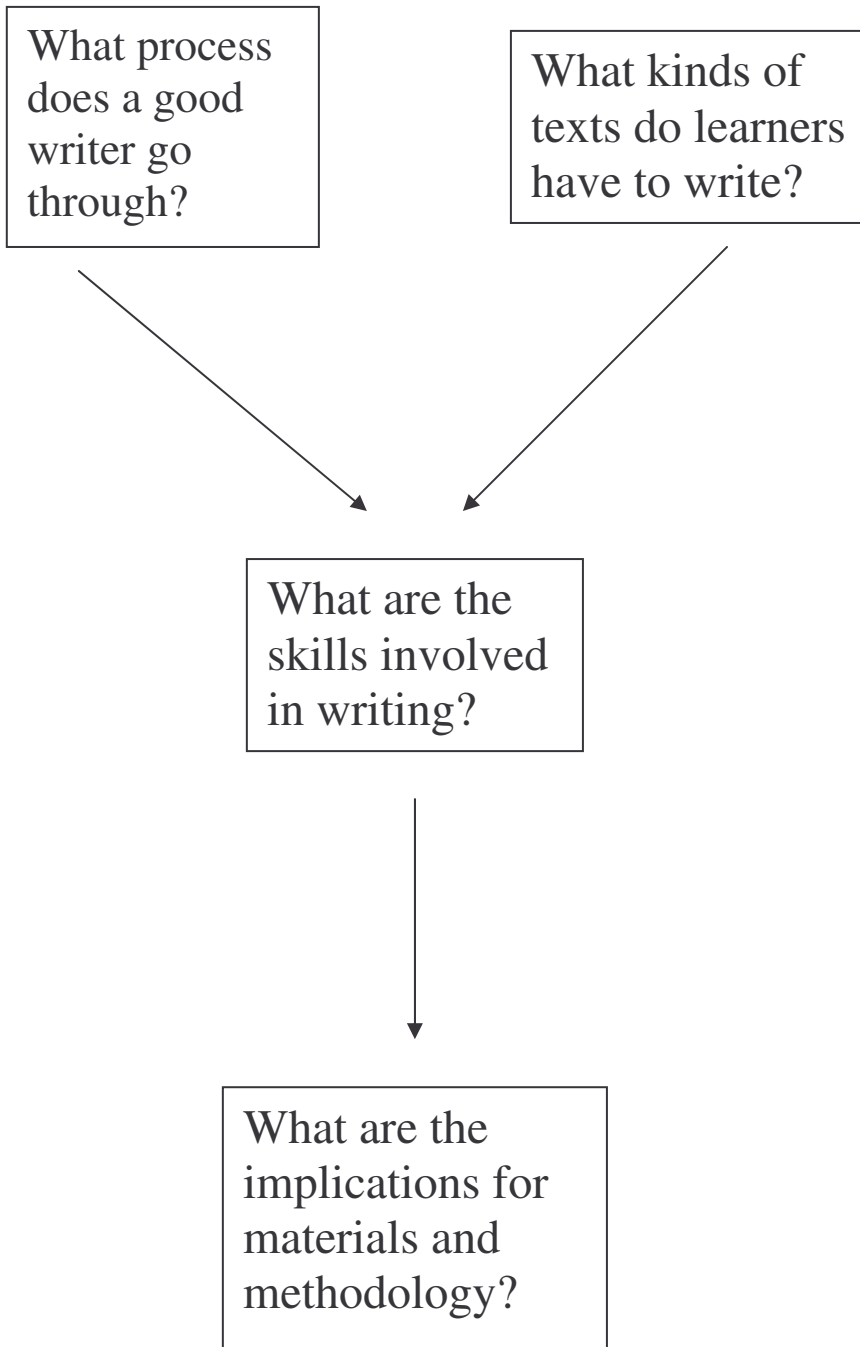 What process
does a good
writer go
through?
What kinds of
texts do learners
have to write?
What are the
skills involved
in writing?
What are the
implications for
materials and
methodology?